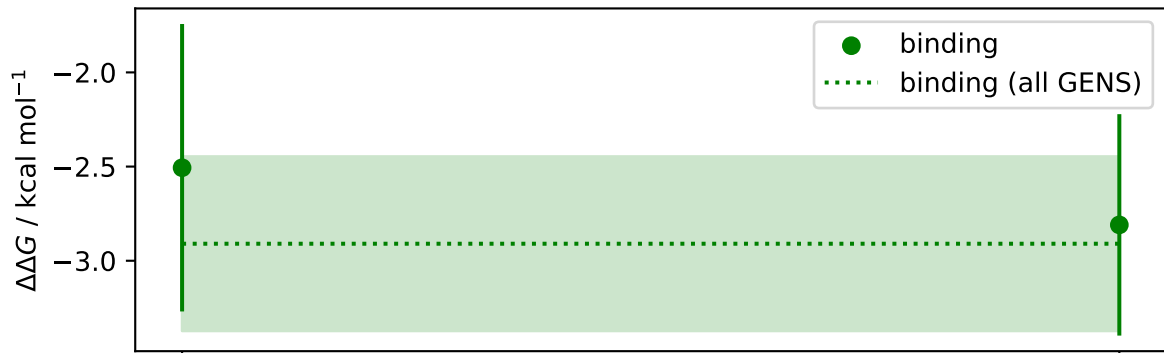 ΔΔG / kcal mol⁻¹
−2.0
−2.5
−3.0
binding
binding (all GENS)